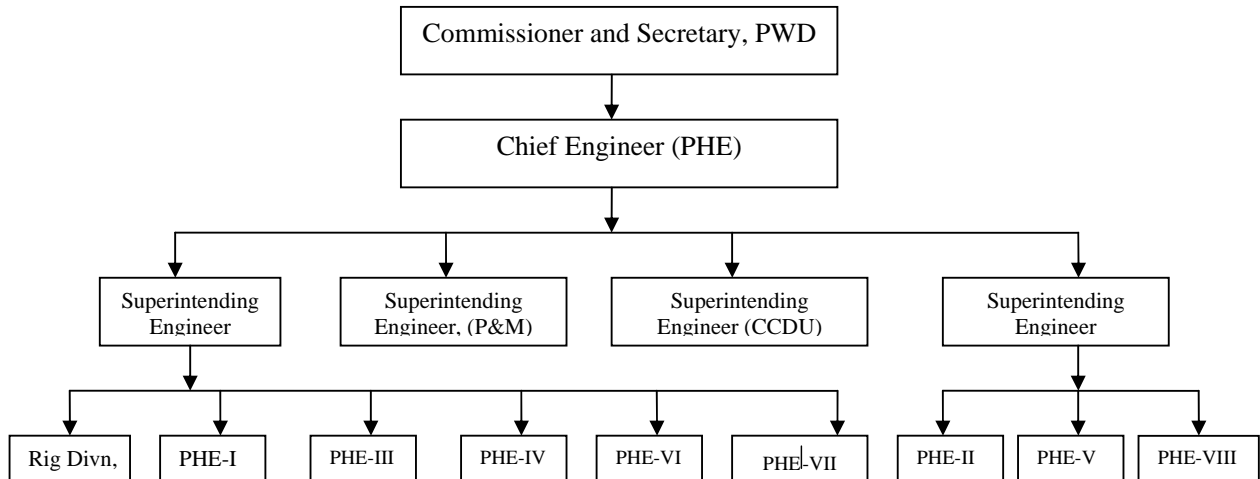 Commissioner and Secretary, PWD
Chief Engineer (PHE)
Superintending
Engineer
Superintending
Engineer, (P&M)
Superintending
Engineer (CCDU)
Superintending
Engineer
Rig Divn,
PHE-I
PHE-III
PHE-IV
PHE-VI
PHE-VII
PHE-II
PHE-V
PHE-VIII